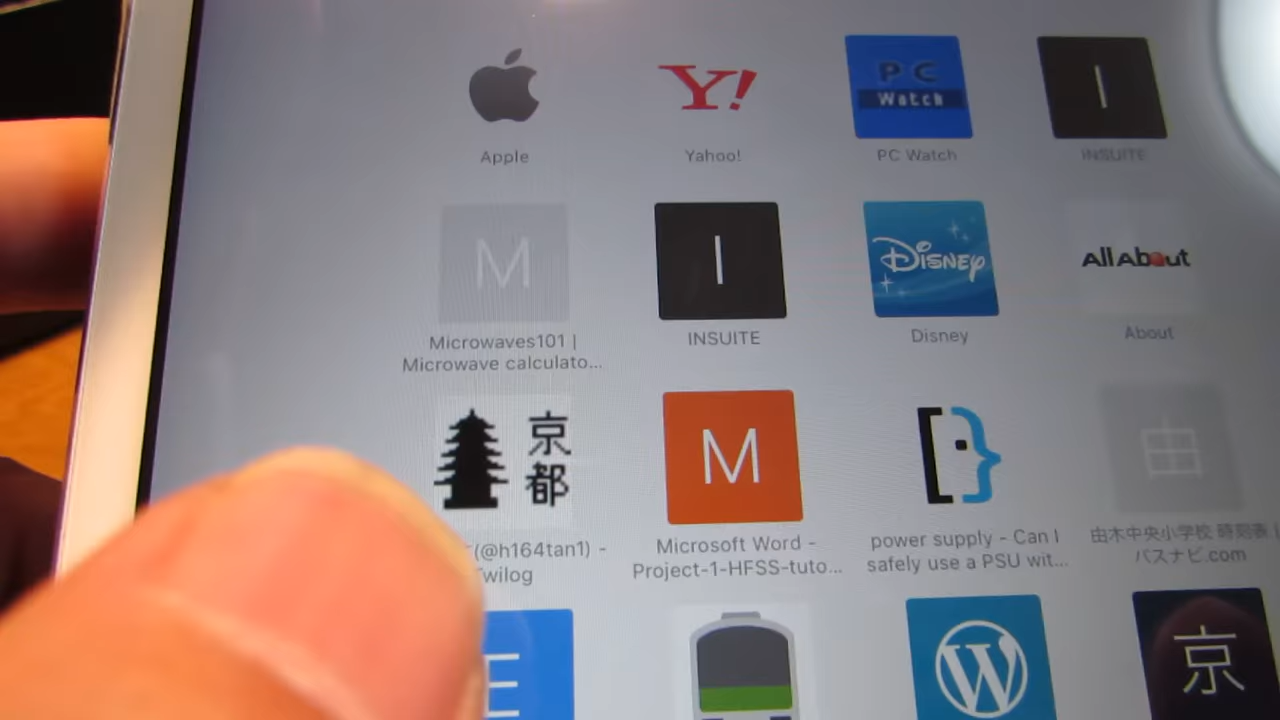 Y!
PC
Watch
I
Apple
Yahoo!
PC Watch
INSUITE
M
I
Disney
AllAbout
Microwaves101 |
Microwave calculato...
INSUITE
Disney
About
京
都
M
由
(@h164tan1) -
Twilog
Microsoft Word -
Project-1-HFSS-tuto...
power supply - Can I
safely use a PSU wit...
由木中央小学校 時刻表 |
バスナビ.com
E
W
京